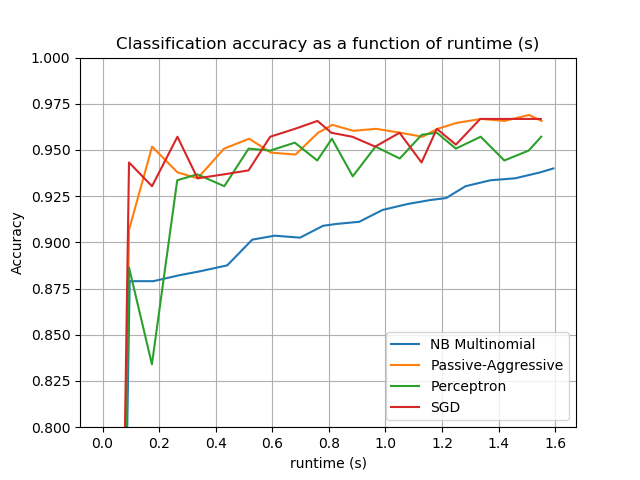 Classification accuracy as a function of runtime (s)
1.000
0.975
0.950
0.925
0.900
0.875
0.850
0.825
0.800
Accuracy
NB Multinomial
Passive-Aggressive
Perceptron
SGD
0.0 0.2 0.4 0.6 0.8 1.0 1.2 1.4 1.6
runtime (s)